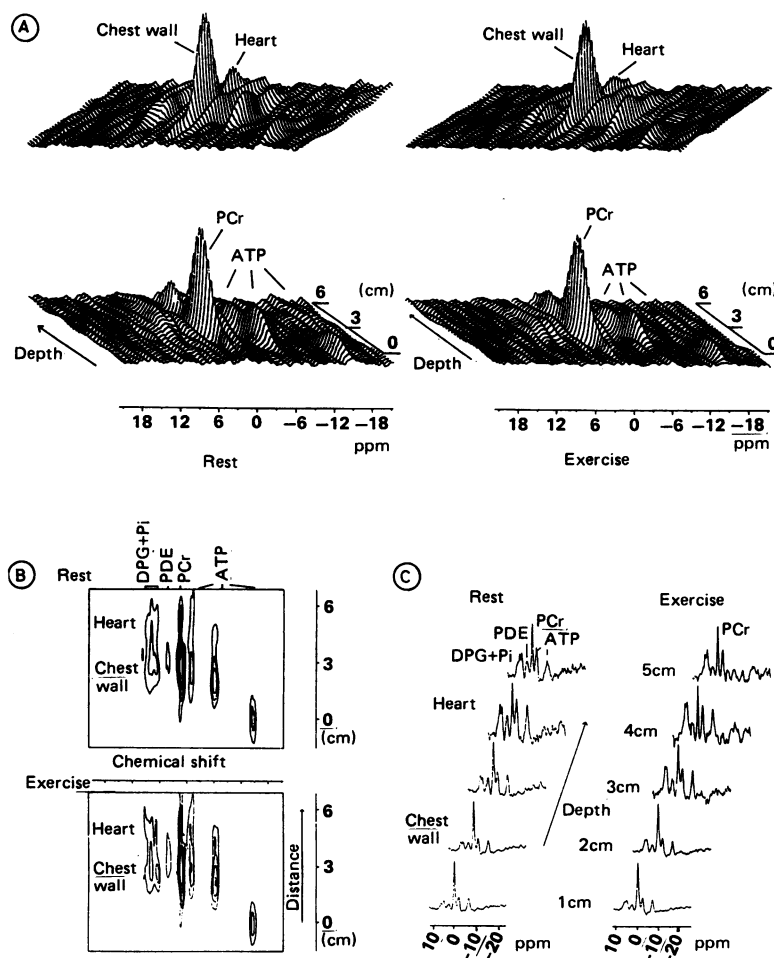 A
Chest wall
Heart
Chest wall
Heart
PCr
ATP
6
3
0
(cm)
Depth
18 12 6 0 -6 -12 -18
ppm
Rest
PCr
ATP
6
3
0
(cm)
Depth
18 12 6 0 -6 -12 -18
ppm
Exercise
B
Rest
DPG+Pi
PDE
PCr
ATP
Heart
Chest
wall
6
3
0
(cm)
Chemical shift
Exercise
Heart
Chest
wall
Distance
6
3
0
(cm)
C
Rest
Exercise
PCr
PDE
ATP
DPG+Pi
PCr
5cm
Heart
4cm
3cm
Depth
Chest
wall
2cm
1cm
10 0 -10 -20 ppm
10 0 -10 -20 ppm